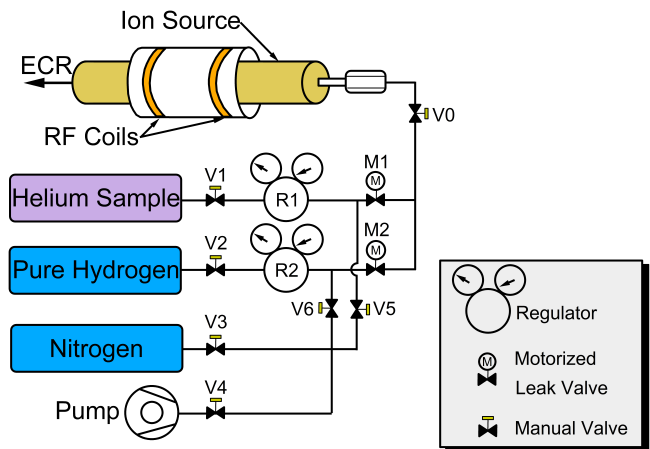 Ion Source
ECR
RF Coils
V0
M1
M
V1
Helium Sample
R1
M2
M
V2
Pure Hydrogen
R2
V6
V5
V3
Nitrogen
V4
Pump
Regulator
M
Motorized
Leak Valve
Manual Valve